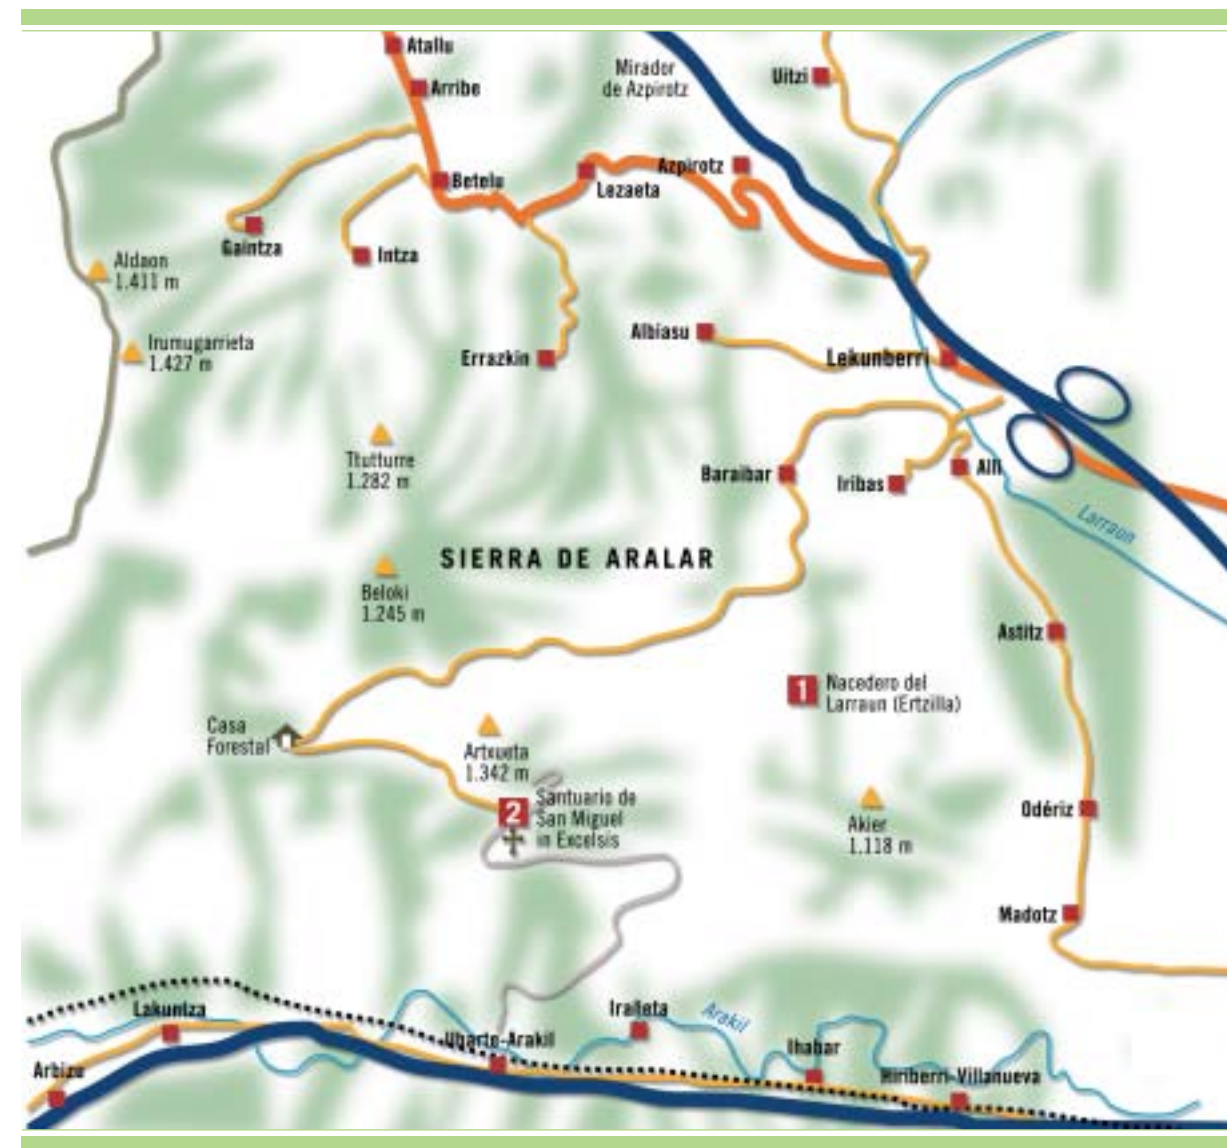 Atallu
Mirador
de Azpirotz
Uitzi
Arribe
Azpirotz
Betelu
Lezaeta
Gaintza
Intza
Aldaon
1.411 m
Albiasu
Irumugarrieta
1.427 m
Errazkin
Lekunberri
Ttutturre
1.282 m
Baraibar
Iribas
Alli
Larraun
SIERRA DE ARALAR
Beloki
1.245 m
Astitz
1
Nacedero del
Larraun (Ertzilla)
Casa
Forestal
Artxueta
1.342 m
2
Santuario de
San Miguel
in Excelsis
Akier
1.118 m
Odériz
Madotz
Lakuntza
Irañeta
Arakil
Uharte-Arakil
Ihabar
Arbizu
Hiriberri-Villanueva